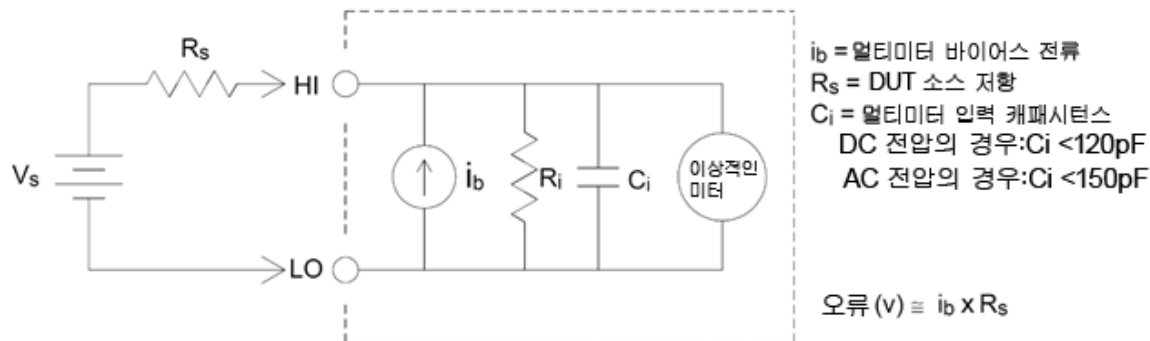 Rs
HI
Vs
LO
ib
Ri
Ci
이상적인
미터
ib = 멀티미터 바이어스 전류
Rs = DUT 소스 저항
Ci = 멀티미터 입력 캐패시턴스
DC 전압의 경우:Ci <120pF
AC 전압의 경우:Ci <150pF
오류 (v) ≅ ib x Rs